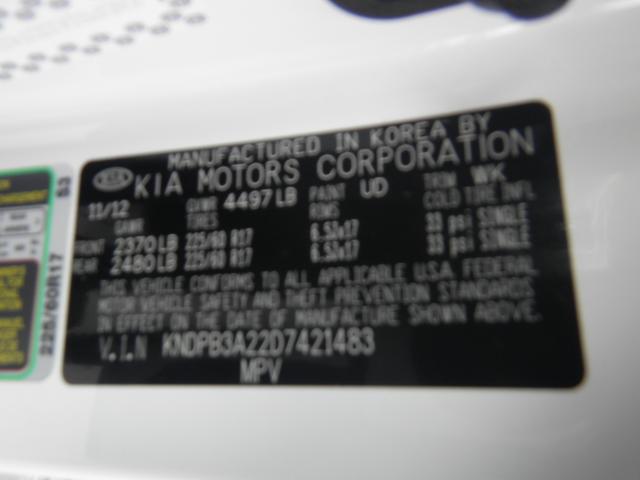 MANUFACTURED IN KOREA BY
KIA KIA MOTORS CORPORATION
11/12 GVWR 4497 LB PAINT UD TRIM WK
GAWR TIRES RIMS COLD TIRE INFL
FRONT 2370 LB 225/60 R17 6.5Jx17 33 psi SINGLE
REAR 2480 LB 225/60 R17 6.5Jx17 33 psi SINGLE
THIS VEHICLE CONFORMS TO ALL APPLICABLE U.S.A. FEDERAL
MOTOR VEHICLE SAFETY AND THEFT PREVENTION STANDARDS
IN EFFECT ON THE DATE OF MANUFACTURE SHOWN ABOVE.
V.I.N KNDPB3A22D7421483
MPV
225/60R17